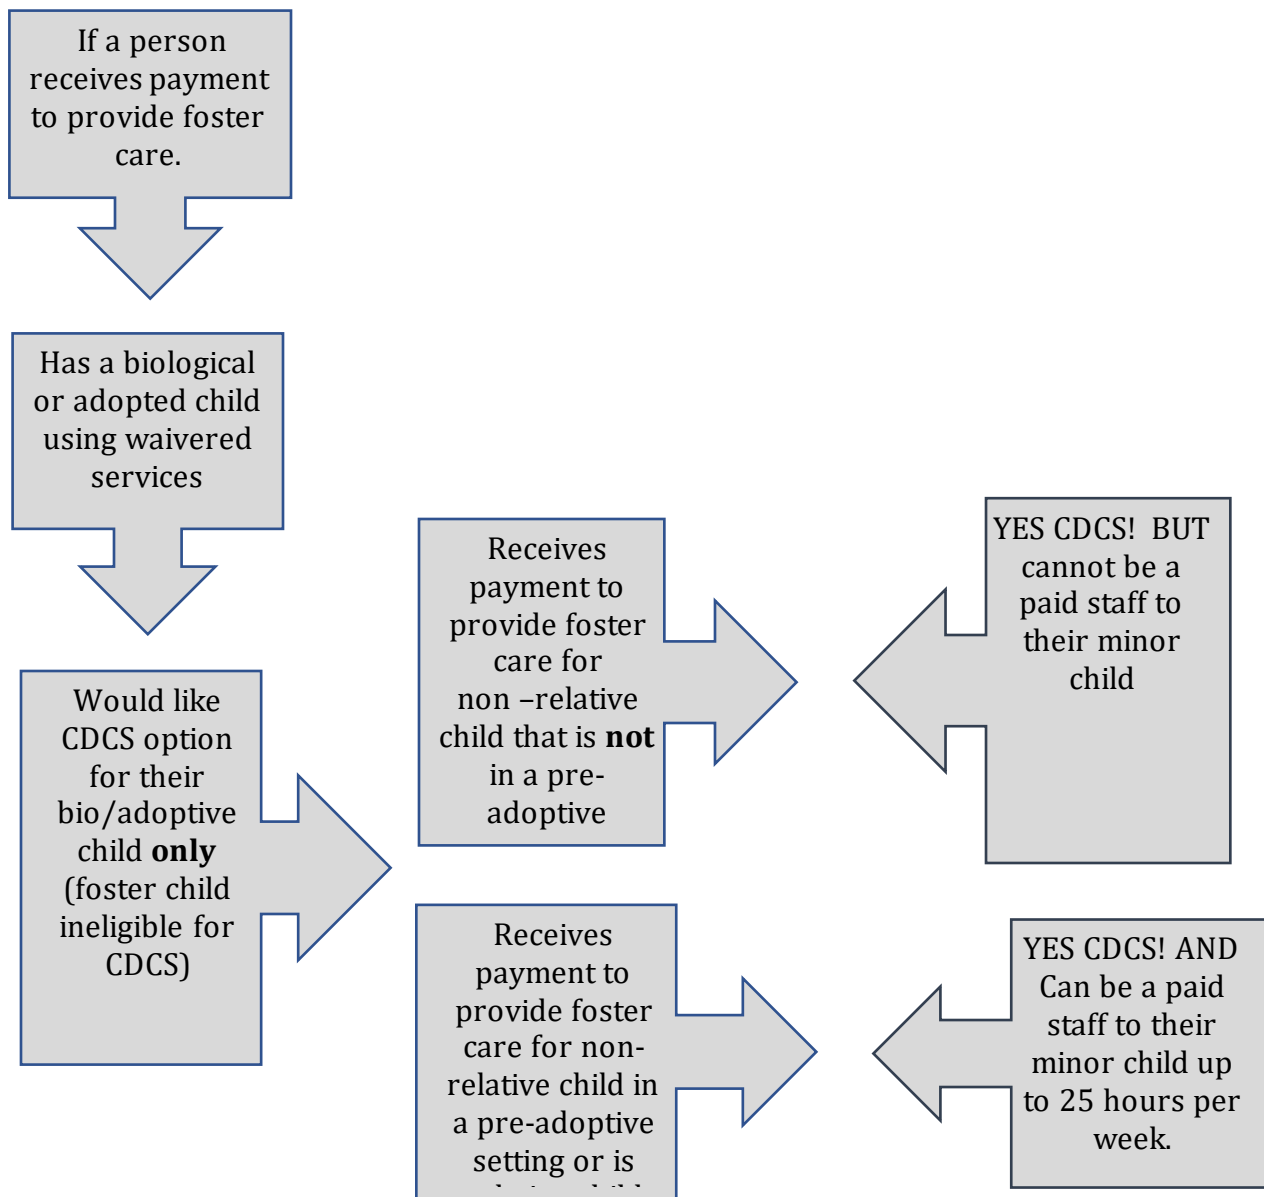 If a person
receives payment
to provide foster
care.
Has a biological
or adopted child
using waivered
services
Would like
CDCS option
for their
bio/adoptive
child only
(foster child
ineligible for
CDCS)
Receives
payment to
provide foster
care for
non –relative
child that is not
in a pre-
adoptive
YES CDCS!  BUT
cannot be a
paid staff to
their minor
child
Receives
payment to
provide foster
care for non-
relative child in
a pre-adoptive
setting or is
YES CDCS! AND
Can be a paid
staff to their
minor child up
to 25 hours per
week.